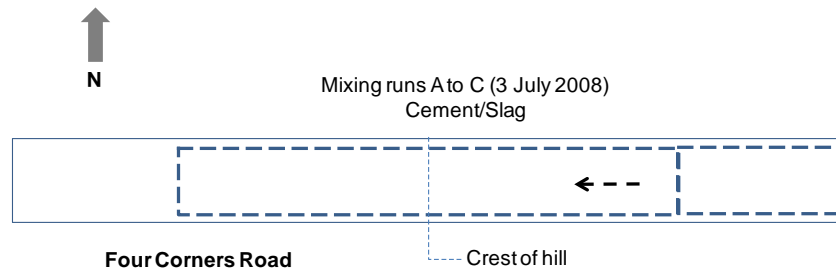 N
Mixing runs A to C (3 July 2008)
Cement/Slag
Four Corners Road
Crest of hill